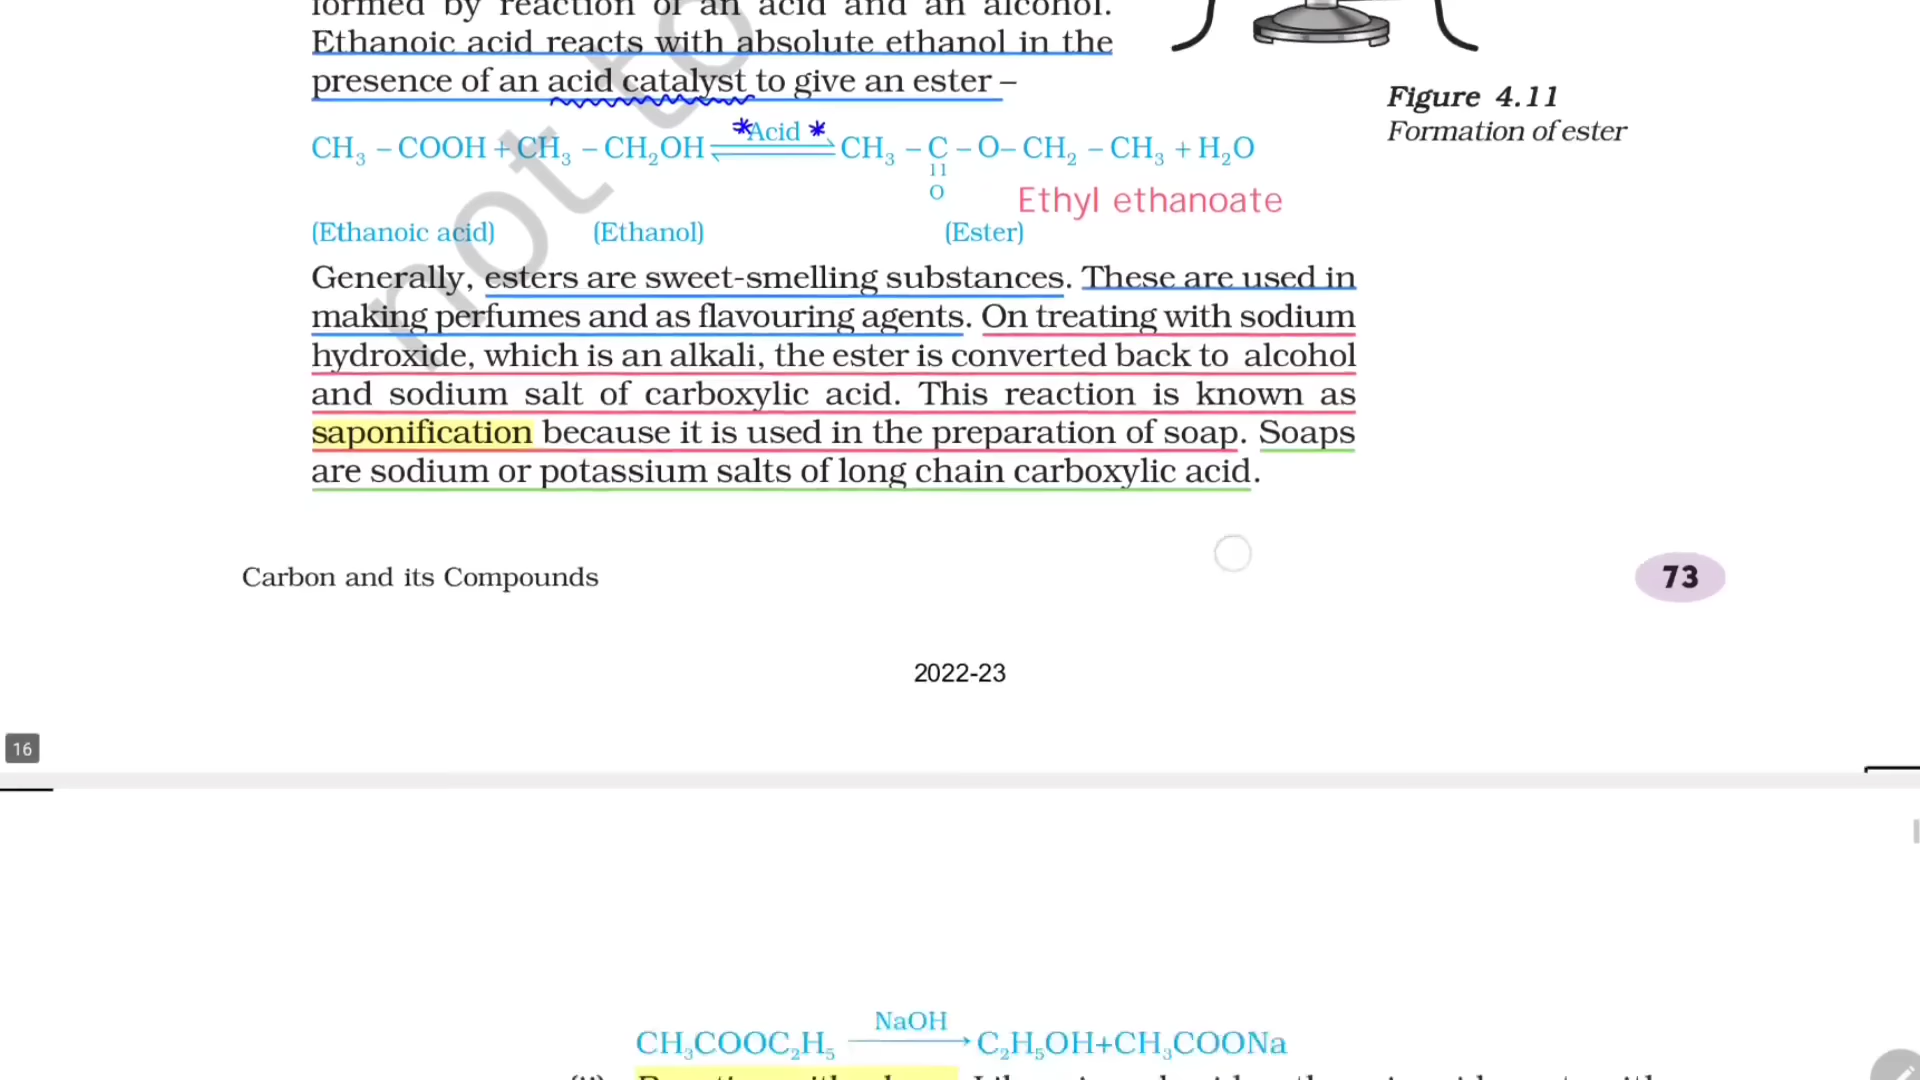 formed by reaction of an acid and an alcohol.
Ethanoic acid reacts with absolute ethanol in the
presence of an acid catalyst to give an ester –
Figure 4.11
Formation of ester
*Acid *
CH₃ – COOH + CH₃ – CH₂OH ⇌ CH₃ – C – O– CH₂ – CH₃ + H₂O
11
O
Ethyl ethanoate
(Ethanoic acid) (Ethanol) (Ester)
Generally, esters are sweet-smelling substances. These are used in
making perfumes and as flavouring agents. On treating with sodium
hydroxide, which is an alkali, the ester is converted back to alcohol
and sodium salt of carboxylic acid. This reaction is known as
saponification because it is used in the preparation of soap. Soaps
are sodium or potassium salts of long chain carboxylic acid.
not to
Carbon and its Compounds
73
2022-23
16
NaOH
CH₃COOC₂H₅ → C₂H₅OH+CH₃COONa